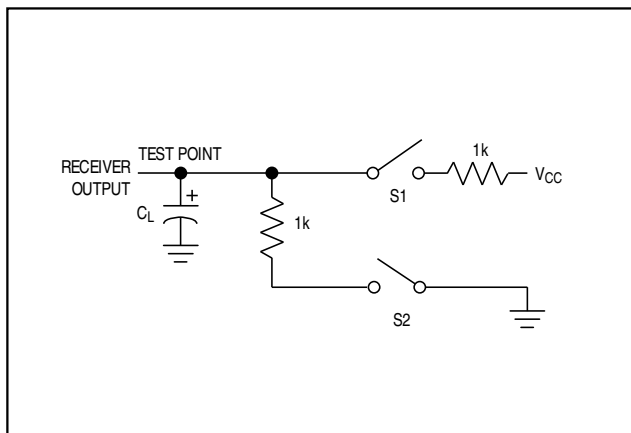 TEST POINT
RECEIVER
OUTPUT
+
C_L
1k
S1
1k
V_CC
S2